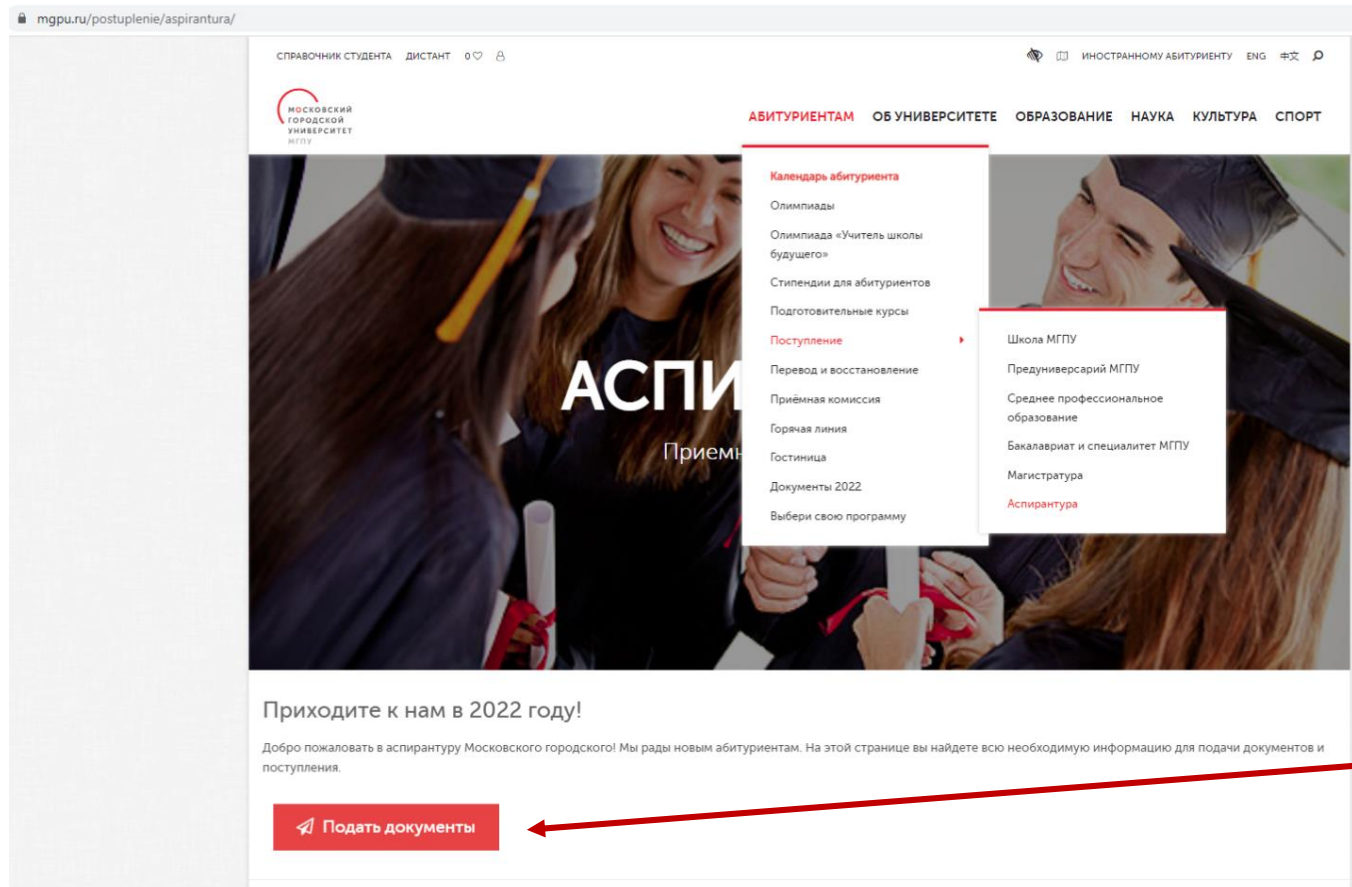 mgpu.ru/postuplenie/aspirantura/
СПРАВОЧНИК СТУДЕНТА ДИСТАНТ 0 ИНОСТРАННОМУ АБИТУРИЕНТУ ENG 中文
МОСКОВСКИЙ
ГОРОДСКОЙ
УНИВЕРСИТЕТ
МГПУ
АБИТУРИЕНТАМ ОБ УНИВЕРСИТЕТЕ ОБРАЗОВАНИЕ НАУКА КУЛЬТУРА СПОРТ
Календарь абитуриента
Олимпиады
Олимпиада «Учитель школы
будущего»
Стипендии для абитуриентов
Подготовительные курсы
Поступление
Перевод и восстановление
Приёмная комиссия
Горячая линия
Гостиница
Документы 2022
Выбери свою программу
Школа МГПУ
Предуниверсарий МГПУ
Среднее профессиональное
образование
Бакалавриат и специалитет МГПУ
Магистратура
Аспирантура
АСПИ
Прием
Приходите к нам в 2022 году!
Добро пожаловать в аспирантуру Московского городского! Мы рады новым абитуриентам. На этой странице вы найдете всю необходимую информацию для подачи документов и
поступления.
Подать документы